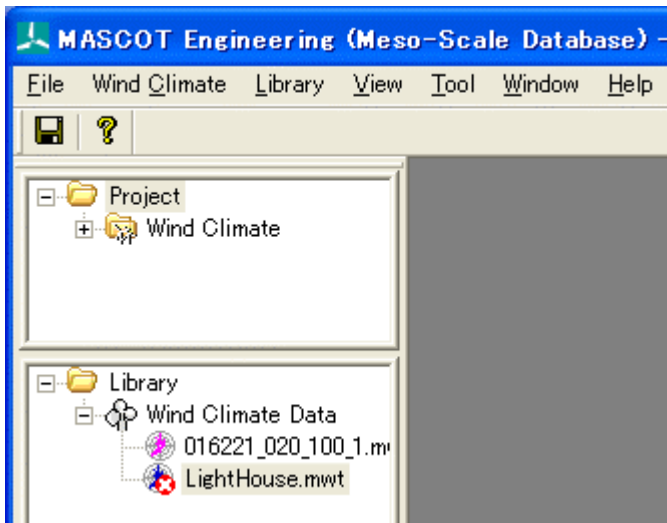 MASCOT Engineering (Meso-Scale Database) -
File Wind Climate Library View Tool Window Help
Project
Wind Climate
Library
Wind Climate Data
016221_020_100_1.m
LightHouse.mwt